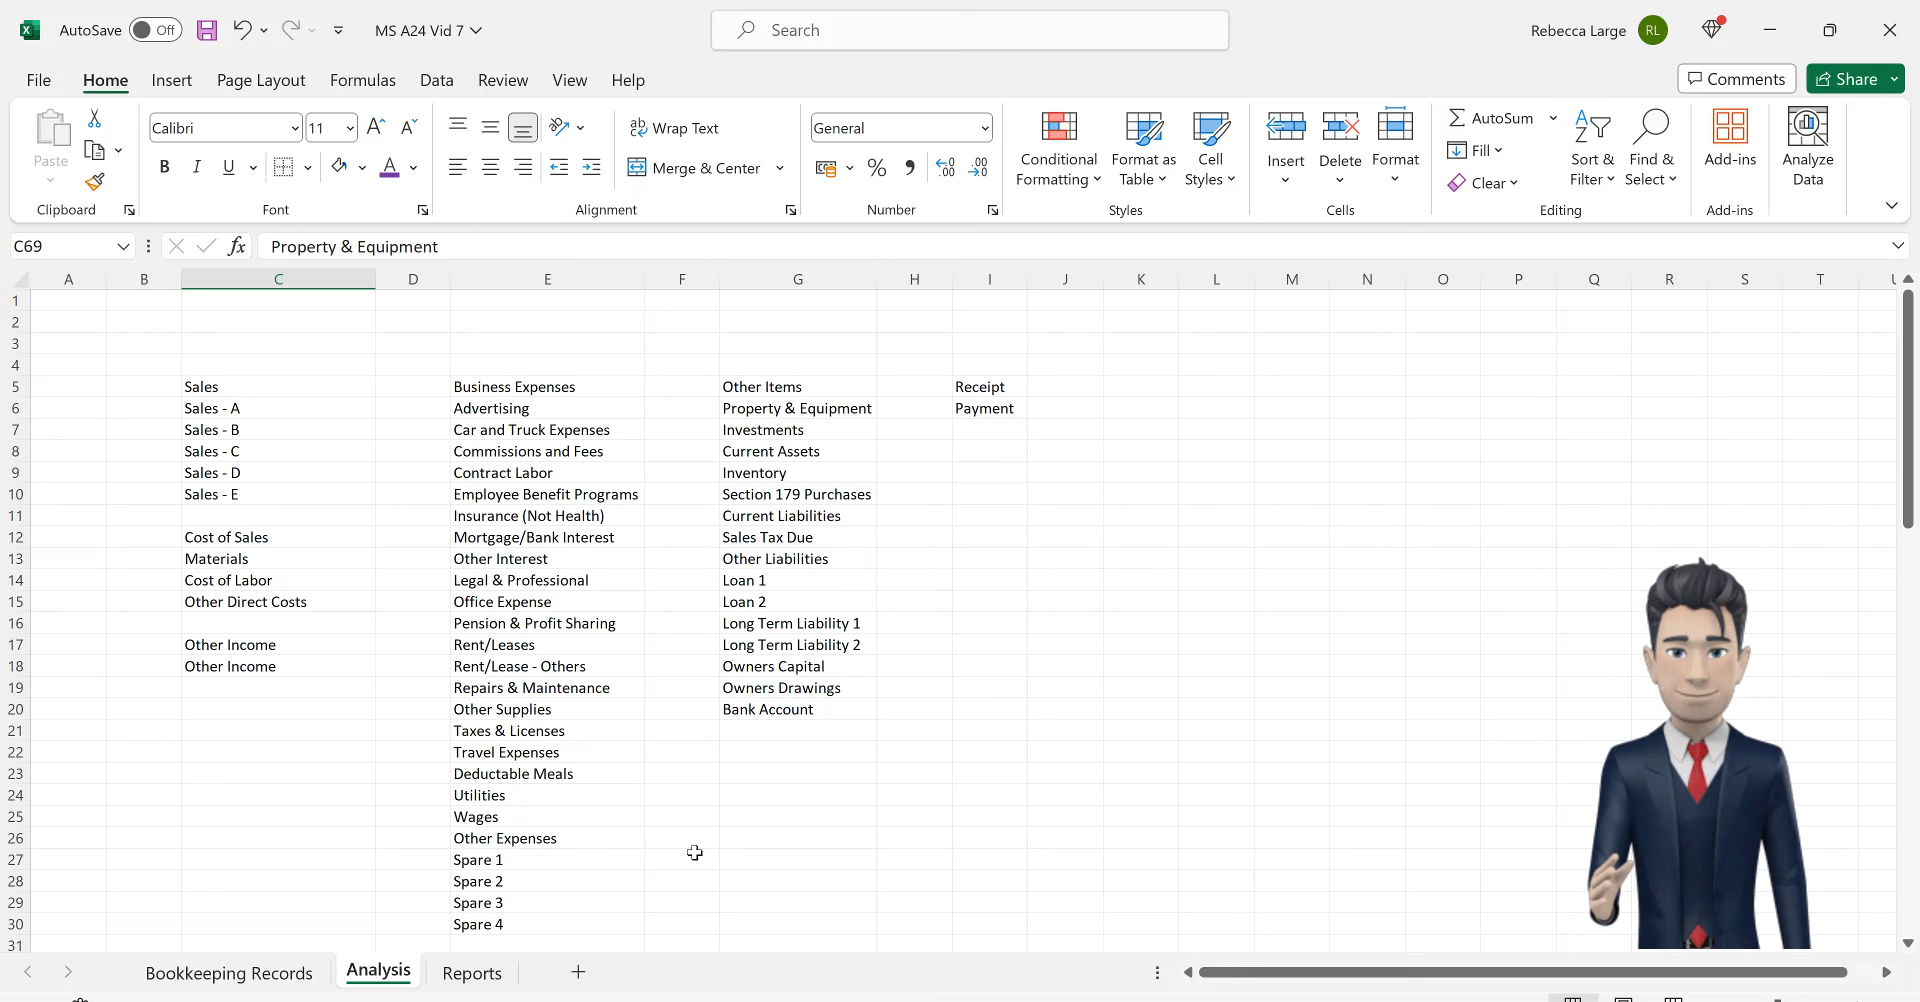 AutoSave Off MS A24 Vid 7 Search Rebecca Large RL
File Home Insert Page Layout Formulas Data Review View Help Comments Share
Paste Calibri 11 Wrap Text General Conditional Formatting Format as Table Cell Styles Insert Delete Format AutoSum Sort & Filter Find & Select Add-ins Analyze Data
B I U A Merge & Center % Fill
Clear
Clipboard Font Alignment Number Styles Cells Editing Add-ins
C69 fx Property & Equipment
A B C D E F G H I J K L M N O P Q R S T
1
2
3
4
5 Sales Business Expenses Other Items Receipt
6 Sales - A Advertising Property & Equipment Payment
7 Sales - B Car and Truck Expenses Investments
8 Sales - C Commissions and Fees Current Assets
9 Sales - D Contract Labor Inventory
10 Sales - E Employee Benefit Programs Section 179 Purchases
11 Insurance (Not Health) Current Liabilities
12 Cost of Sales Mortgage/Bank Interest Sales Tax Due
13 Materials Other Interest Other Liabilities
14 Cost of Labor Legal & Professional Loan 1
15 Other Direct Costs Office Expense Loan 2
16 Pension & Profit Sharing Long Term Liability 1
17 Other Income Rent/Leases Long Term Liability 2
18 Other Income Rent/Lease - Others Owners Capital
19 Repairs & Maintenance Owners Drawings
20 Other Supplies Bank Account
21 Taxes & Licenses
22 Travel Expenses
23 Deductable Meals
24 Utilities
25 Wages
26 Other Expenses
27 Spare 1
28 Spare 2
29 Spare 3
30 Spare 4
31
Bookkeeping Records Analysis Reports